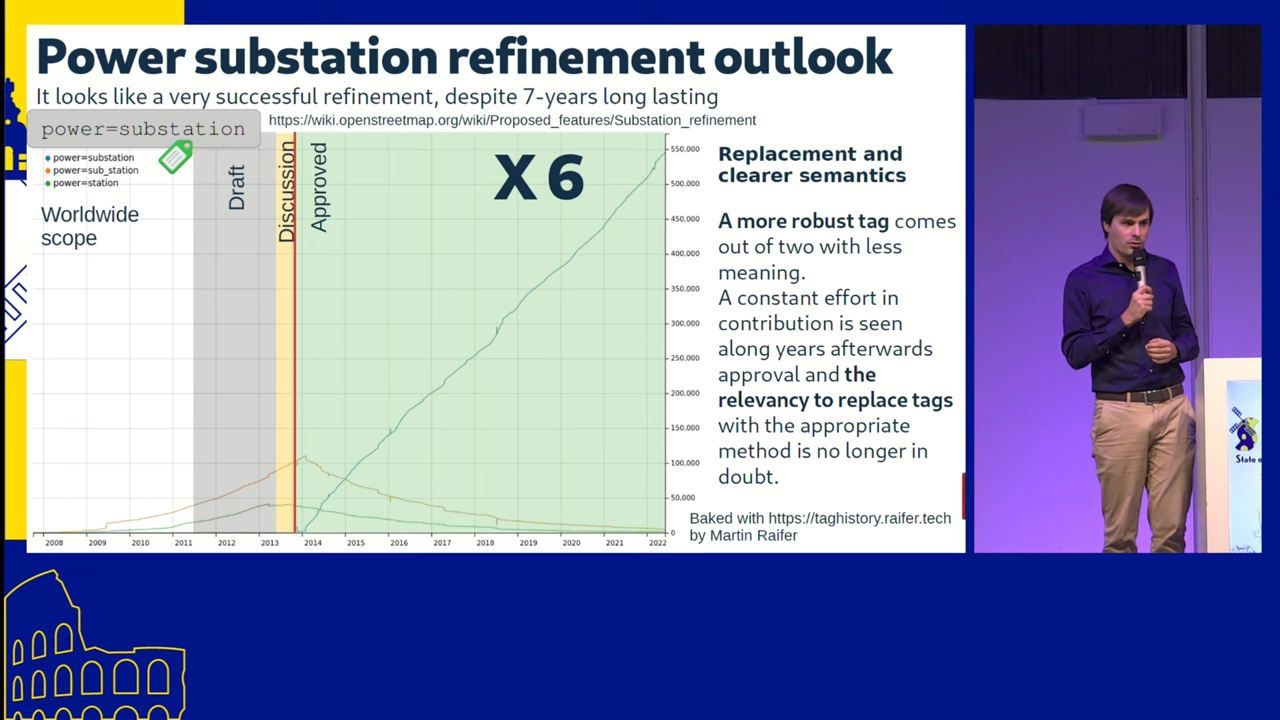 Power substation refinement outlook
It looks like a very successful refinement, despite 7-years long lasting
power=substation
https://wiki.openstreetmap.org/wiki/Proposed_features/Substation_refinement
power=substation
power=sub_station
power=station
Worldwide
scope
Draft
Discussion
Approved
X 6
550,000
500,000
450,000
400,000
350,000
300,000
250,000
200,000
150,000
100,000
50,000
0
2008 2009 2010 2011 2012 2013 2014 2015 2016 2017 2018 2019 2020 2021 2022
Replacement and
clearer semantics
A more robust tag comes
out of two with less
meaning.
A constant effort in
contribution is seen
along years afterwards
approval and the
relevancy to replace tags
with the appropriate
method is no longer in
doubt.
Baked with https://taghistory.raifer.tech
by Martin Raifer
State